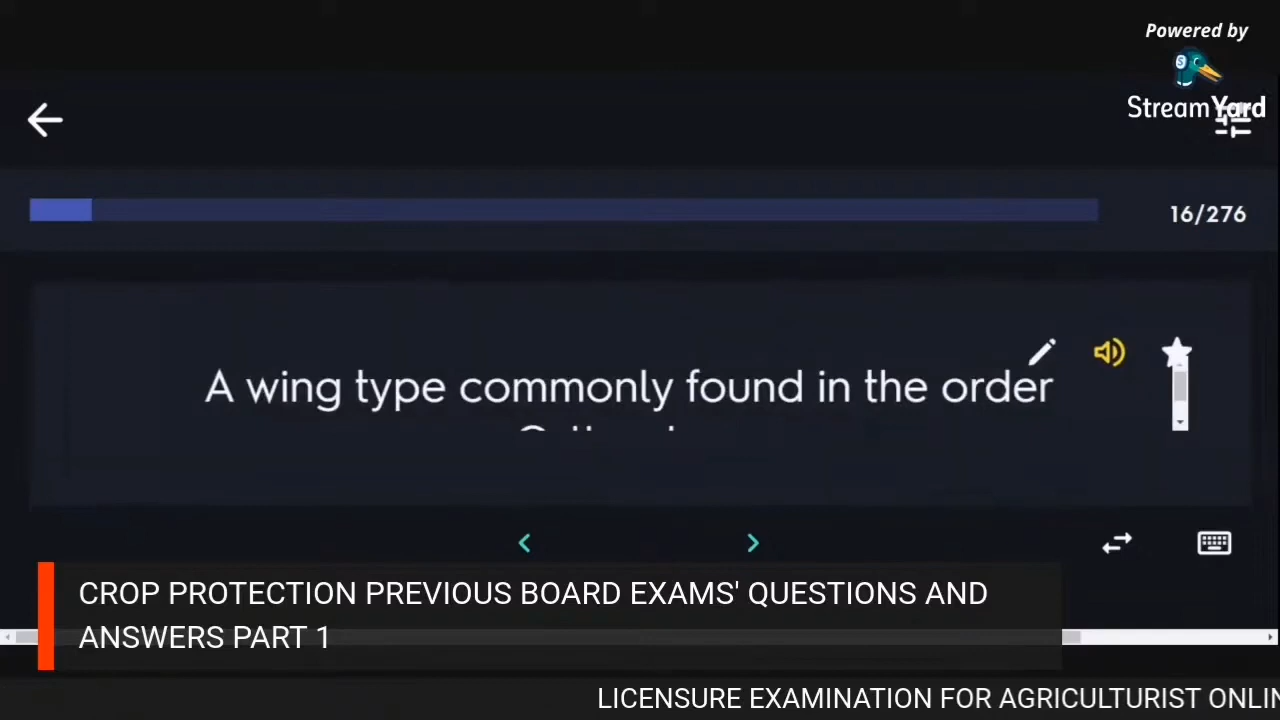 Powered by
StreamYard
16/276
A wing type commonly found in the order
CROP PROTECTION PREVIOUS BOARD EXAMS' QUESTIONS AND
ANSWERS PART 1
LICENSURE EXAMINATION FOR AGRICULTURIST ONLIN